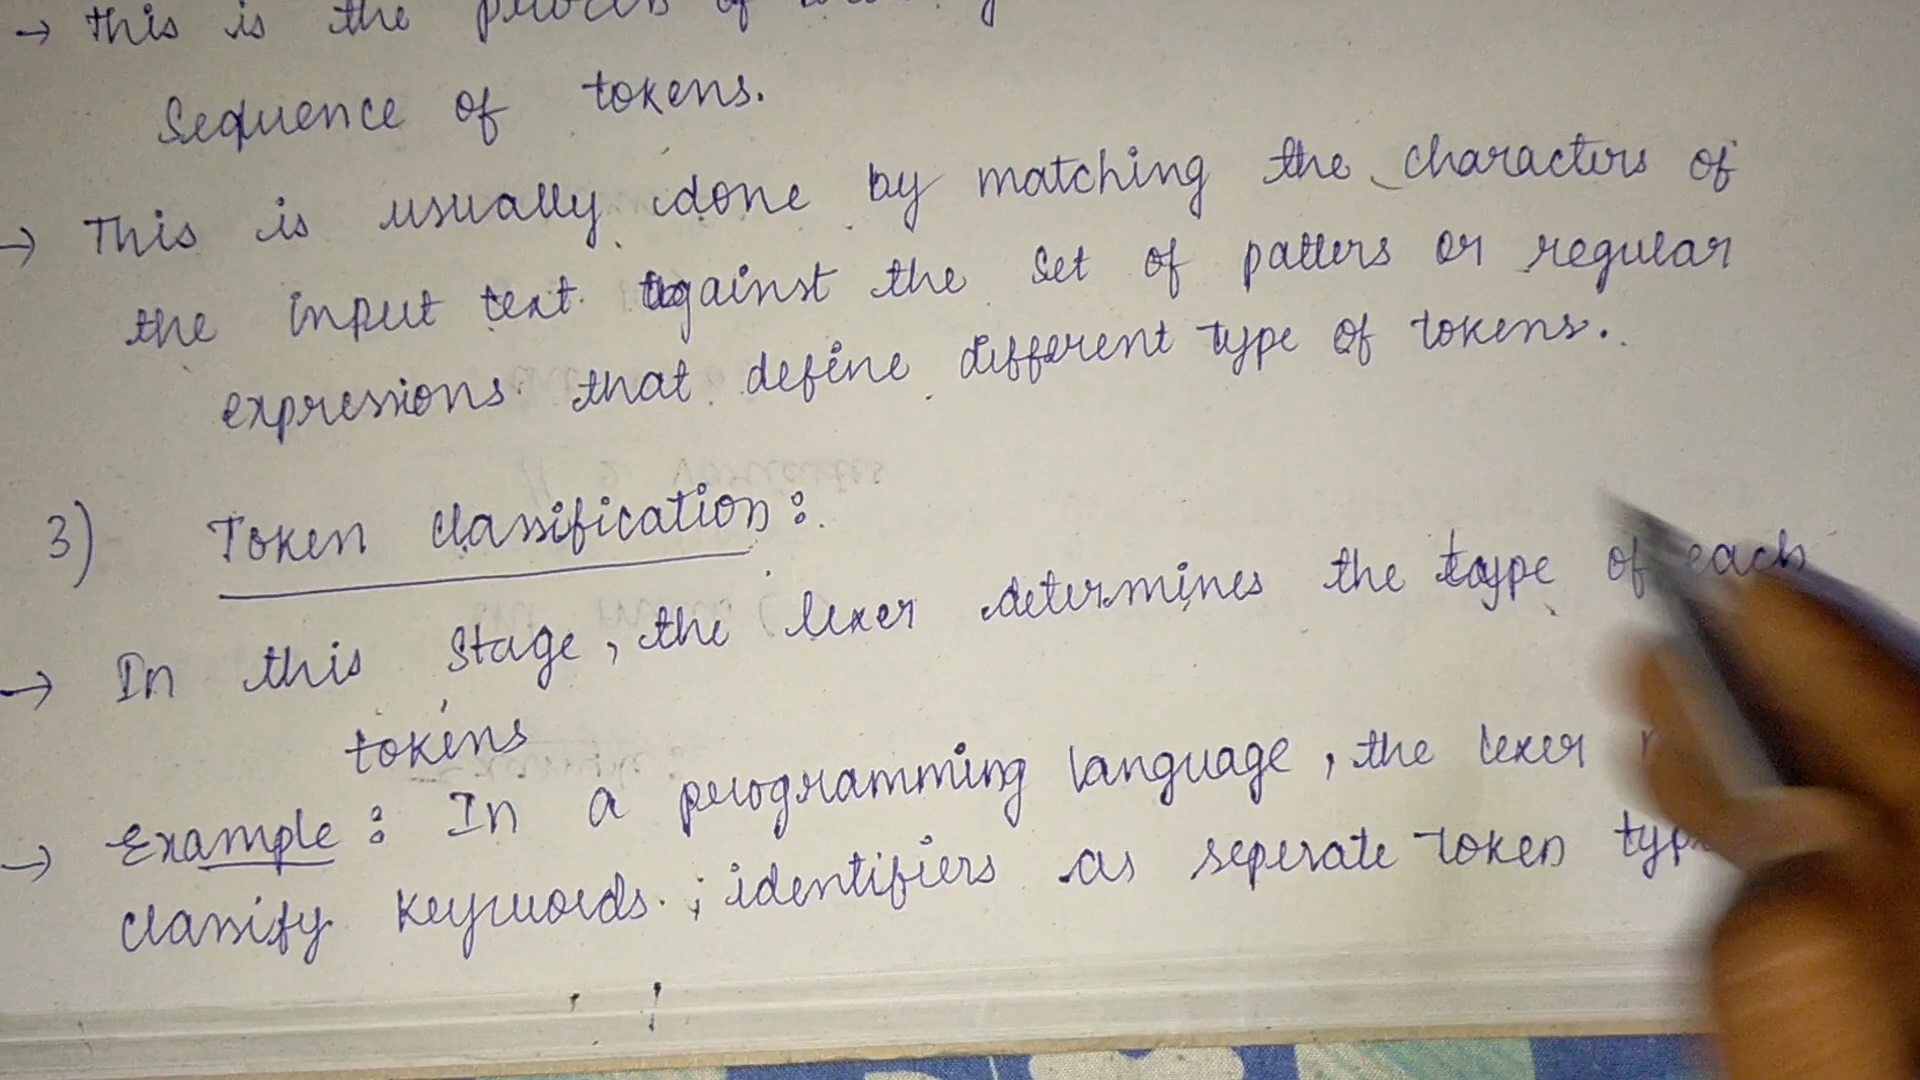 → This is the process of
Sequence of tokens.
→ This is usually done by matching the characters of
the input text against the set of patters or regular
expressions that define different type of tokens.
3) Token classification:
→ In this stage, the lexer determines the type of each
tokens
→ Example: In a programming language, the lexer
classify keywords, identifiers as seperate token